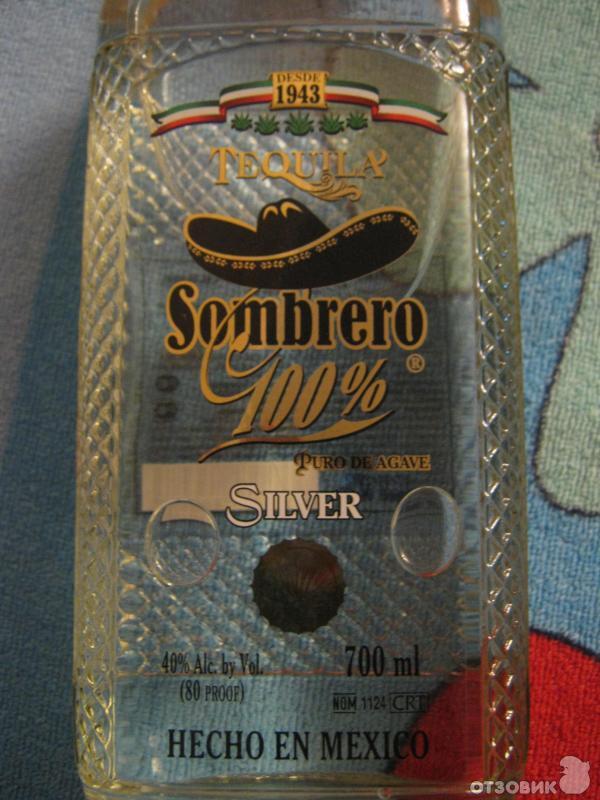 DESDE
1943
TEQUILA
Sombrero
®
100%
PURO DE AGAVE
SILVER
40% Alc. by Vol. 700 ml
(80 PROOF) NOM 1124 CRT
HECHO EN MEXICO
ОТЗОВИК